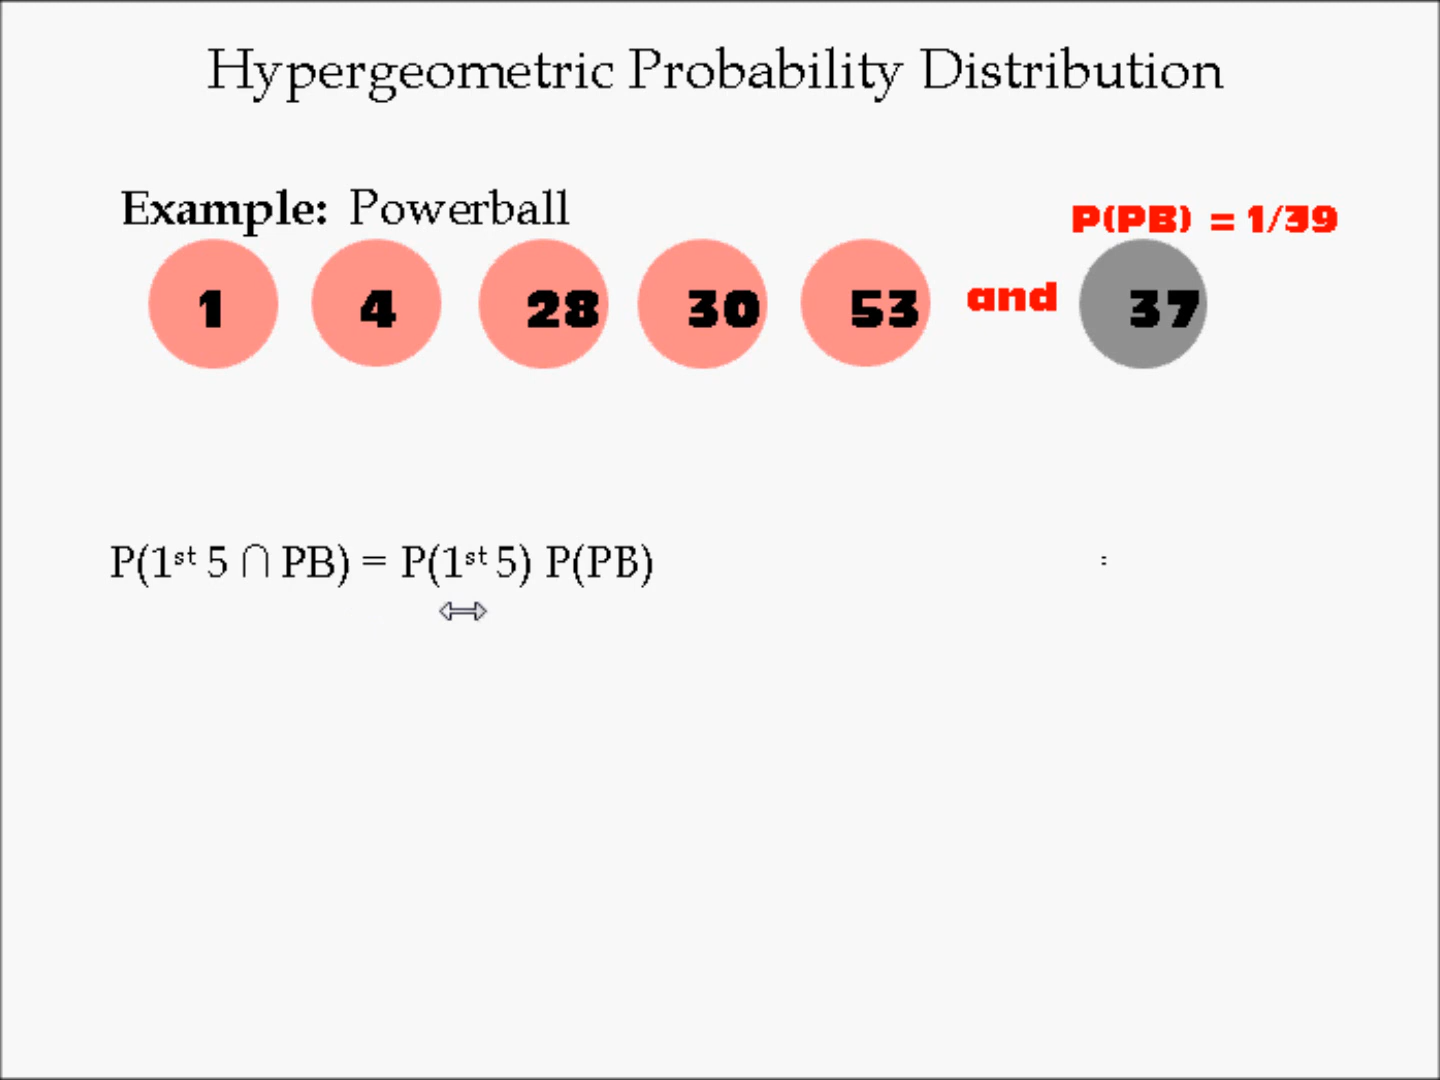 Hypergeometric Probability Distribution
Example: Powerball
P(PB) = 1/39
1 4 28 30 53 and 37
P(1st 5 ∩ PB) = P(1st 5) P(PB) :